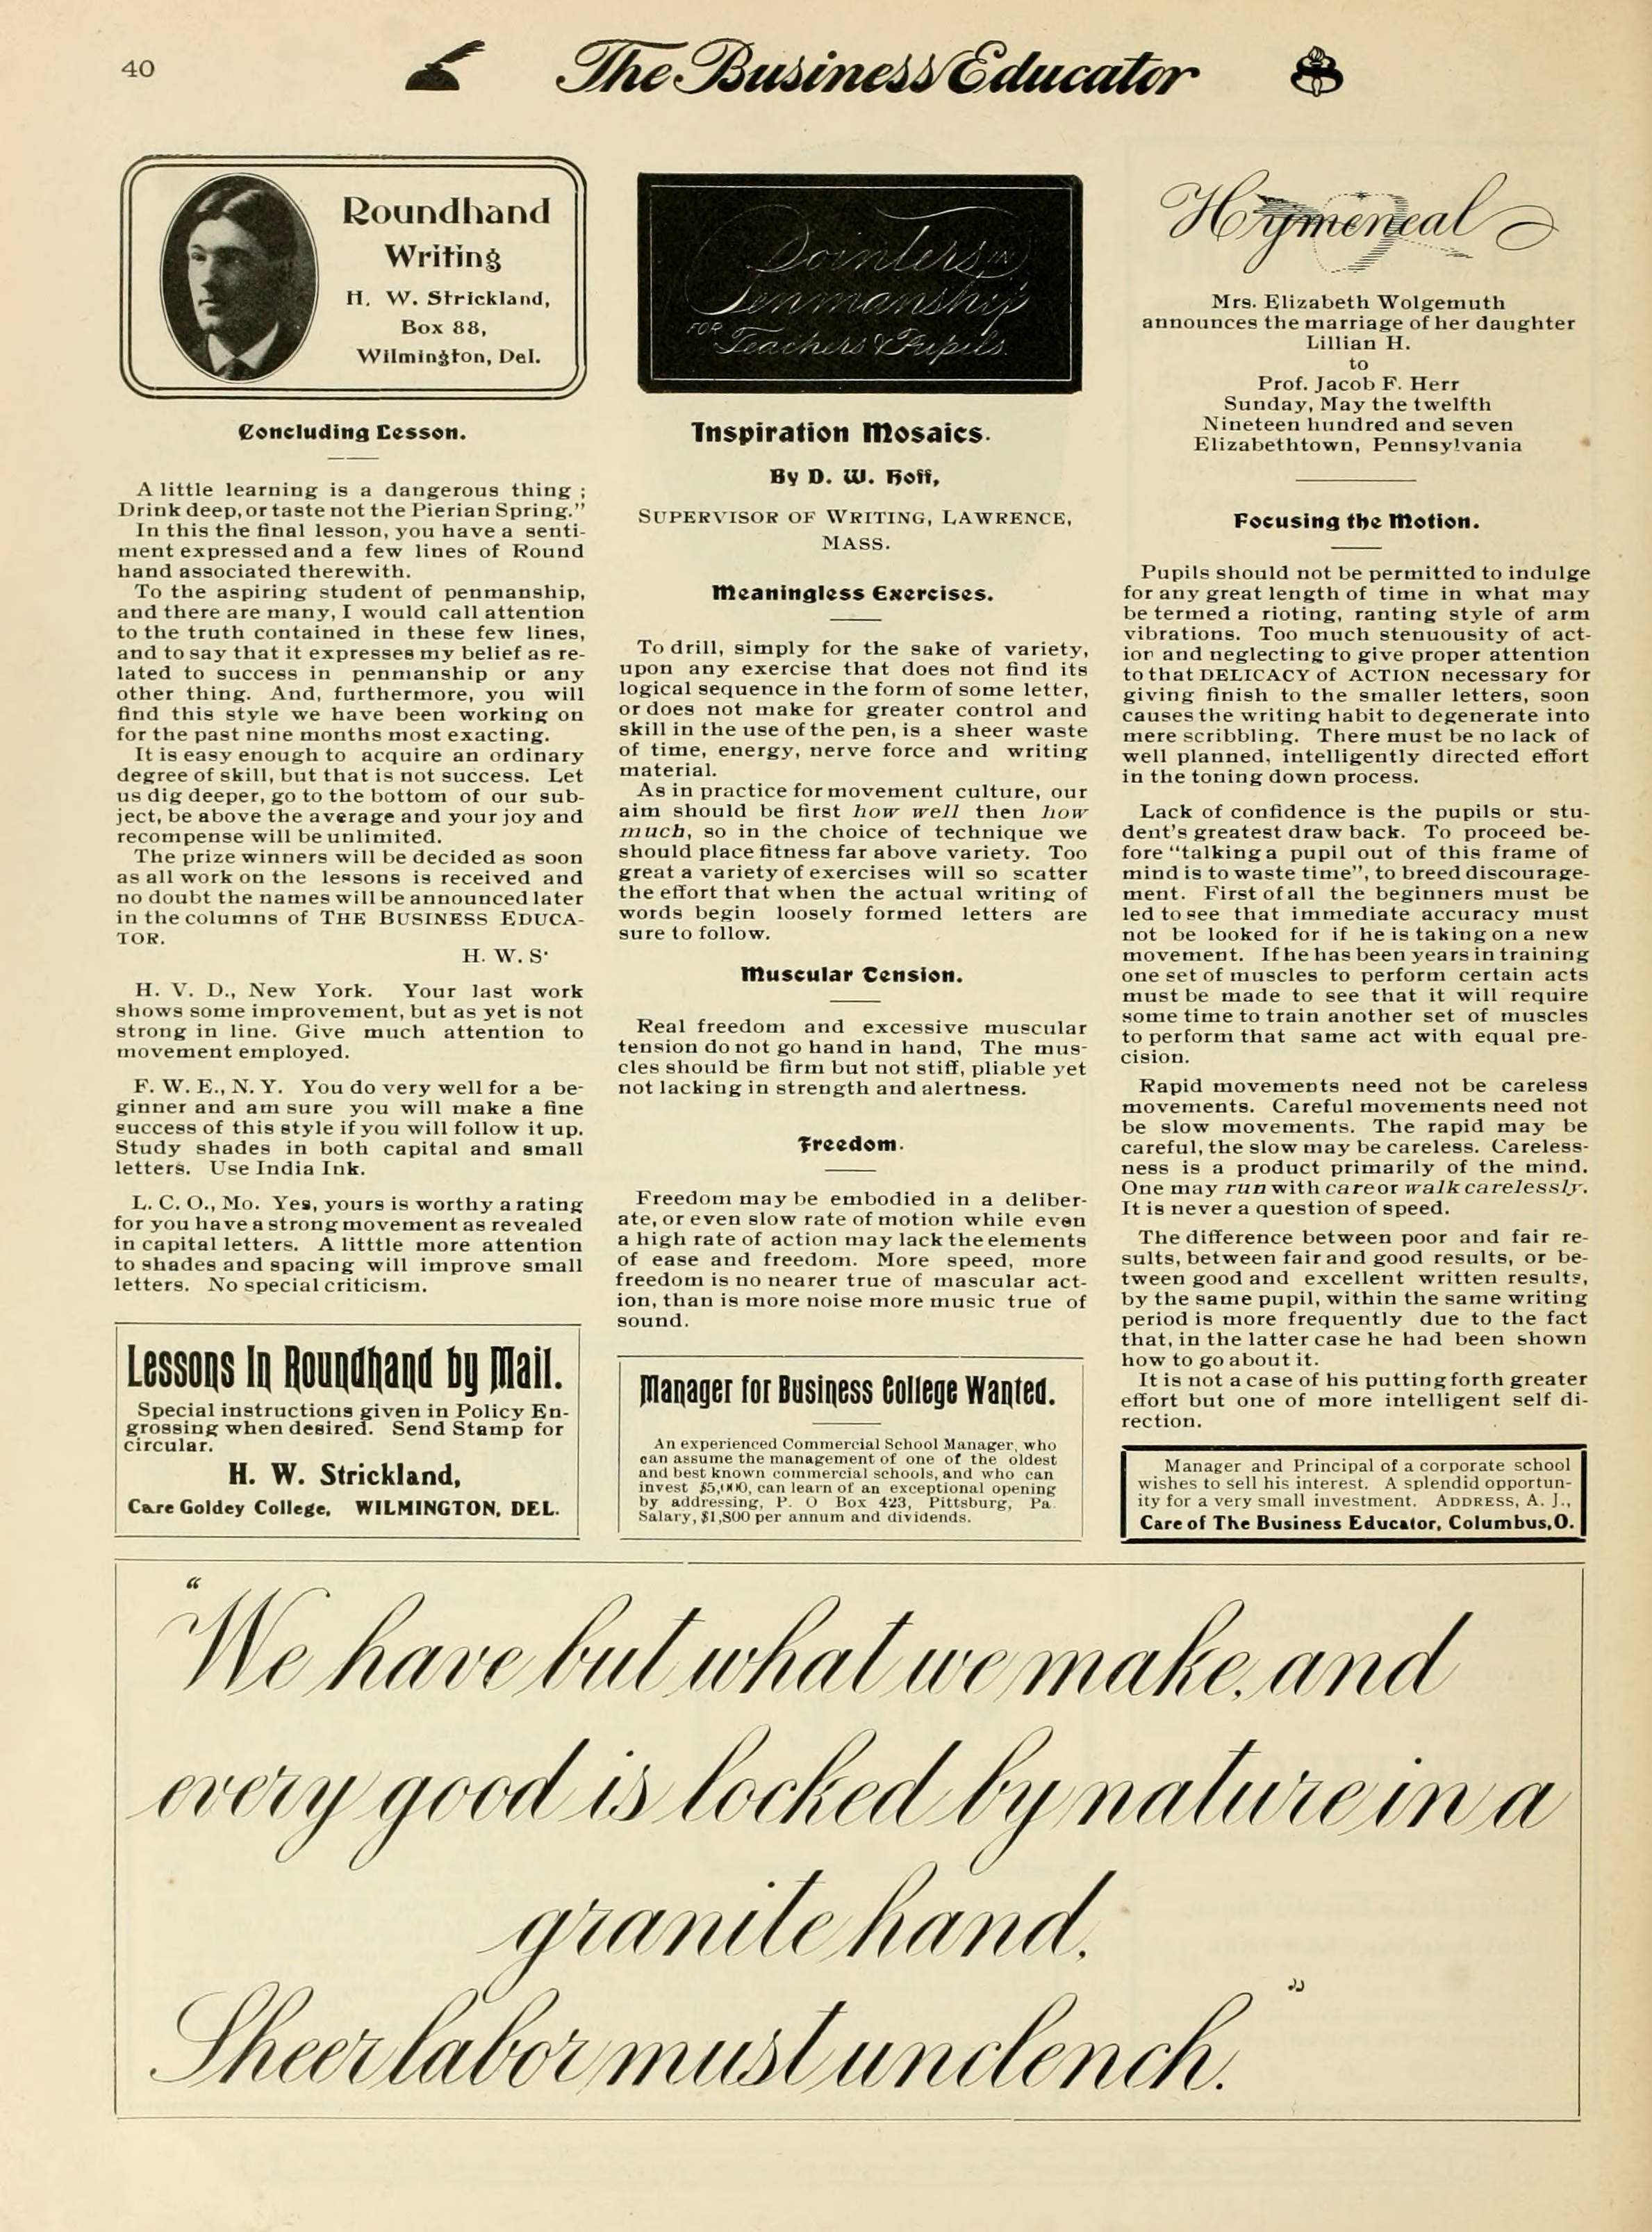 40
The Business Educator
Roundhand
Writing
H. W. Strickland,
Box 88,
Wilmington, Del.
Concluding Lesson.
A little learning is a dangerous thing ;
Drink deep, or taste not the Pierian Spring."
In this the final lesson, you have a senti-
ment expressed and a few lines of Round
hand associated therewith.
To the aspiring student of penmanship,
and there are many, I would call attention
to the truth contained in these few lines,
and to say that it expresses my belief as re-
lated to success in penmanship or any
other thing. And, furthermore, you will
find this style we have been working on
for the past nine months most exacting.
It is easy enough to acquire an ordinary
degree of skill, but that is not success. Let
us dig deeper, go to the bottom of our sub-
ject, be above the average and your joy and
recompense will be unlimited.
The prize winners will be decided as soon
as all work on the lessons is received and
no doubt the names will be announced later
in the columns of THE BUSINESS EDUCA-
TOR.
H. W. S.
H. V. D., New York. Your last work
shows some improvement, but as yet is not
strong in line. Give much attention to
movement employed.
F. W. E., N. Y. You do very well for a be-
ginner and am sure you will make a fine
success of this style if you will follow it up.
Study shades in both capital and small
letters. Use India Ink.
L. C. O., Mo. Yes, yours is worthy a rating
for you have a strong movement as revealed
in capital letters. A litttle more attention
to shades and spacing will improve small
letters. No special criticism.
Lessons In Roundhand by Mail.
Special instructions given in Policy En-
grossing when desired. Send Stamp for
circular.
H. W. Strickland,
Care Goldey College, WILMINGTON, DEL.
Pointers in
Penmanship
FOR
Teachers & Pupils.
Inspiration Mosaics.
By D. W. Hoff,
SUPERVISOR OF WRITING, LAWRENCE,
MASS.
Meaningless Exercises.
To drill, simply for the sake of variety,
upon any exercise that does not find its
logical sequence in the form of some letter,
or does not make for greater control and
skill in the use of the pen, is a sheer waste
of time, energy, nerve force and writing
material.
As in practice for movement culture, our
aim should be first how well then how
much, so in the choice of technique we
should place fitness far above variety. Too
great a variety of exercises will so scatter
the effort that when the actual writing of
words begin loosely formed letters are
sure to follow.
Muscular Tension.
Real freedom and excessive muscular
tension do not go hand in hand, The mus-
cles should be firm but not stiff, pliable yet
not lacking in strength and alertness.
Freedom.
Freedom may be embodied in a deliber-
ate, or even slow rate of motion while even
a high rate of action may lack the elements
of ease and freedom. More speed, more
freedom is no nearer true of mascular act-
ion, than is more noise more music true of
sound.
Manager for Business College Wanted.
An experienced Commercial School Manager, who
can assume the management of one of the oldest
and best known commercial schools, and who can
invest $5,000, can learn of an exceptional opening
by addressing, P. O Box 423, Pittsburg, Pa.
Salary, $1,800 per annum and dividends.
Hymeneal
Mrs. Elizabeth Wolgemuth
announces the marriage of her daughter
Lillian H.
to
Prof. Jacob F. Herr
Sunday, May the twelfth
Nineteen hundred and seven
Elizabethtown, Pennsylvania
Focusing the Motion.
Pupils should not be permitted to indulge
for any great length of time in what may
be termed a rioting, ranting style of arm
vibrations. Too much stenuousity of act-
ion and neglecting to give proper attention
to that DELICACY of ACTION necessary for
giving finish to the smaller letters, soon
causes the writing habit to degenerate into
mere scribbling. There must be no lack of
well planned, intelligently directed effort
in the toning down process.
Lack of confidence is the pupils or stu-
dent's greatest draw back. To proceed be-
fore "talking a pupil out of this frame of
mind is to waste time", to breed discourage-
ment. First of all the beginners must be
led to see that immediate accuracy must
not be looked for if he is taking on a new
movement. If he has been years in training
one set of muscles to perform certain acts
must be made to see that it will require
some time to train another set of muscles
to perform that same act with equal pre-
cision.
Rapid movements need not be careless
movements. Careful movements need not
be slow movements. The rapid may be
careful, the slow may be careless. Careless-
ness is a product primarily of the mind.
One may run with care or walk carelessly.
It is never a question of speed.
The difference between poor and fair re-
sults, between fair and good results, or be-
tween good and excellent written results,
by the same pupil, within the same writing
period is more frequently due to the fact
that, in the latter case he had been shown
how to go about it.
It is not a case of his putting forth greater
effort but one of more intelligent self di-
rection.
Manager and Principal of a corporate school
wishes to sell his interest. A splendid opportun-
ity for a very small investment. ADDRESS, A. J.,
Care of The Business Educator, Columbus, O.
"We have but what we make, and
every good is locked by nature in a
granite hand,
Sheer labor must unclench."